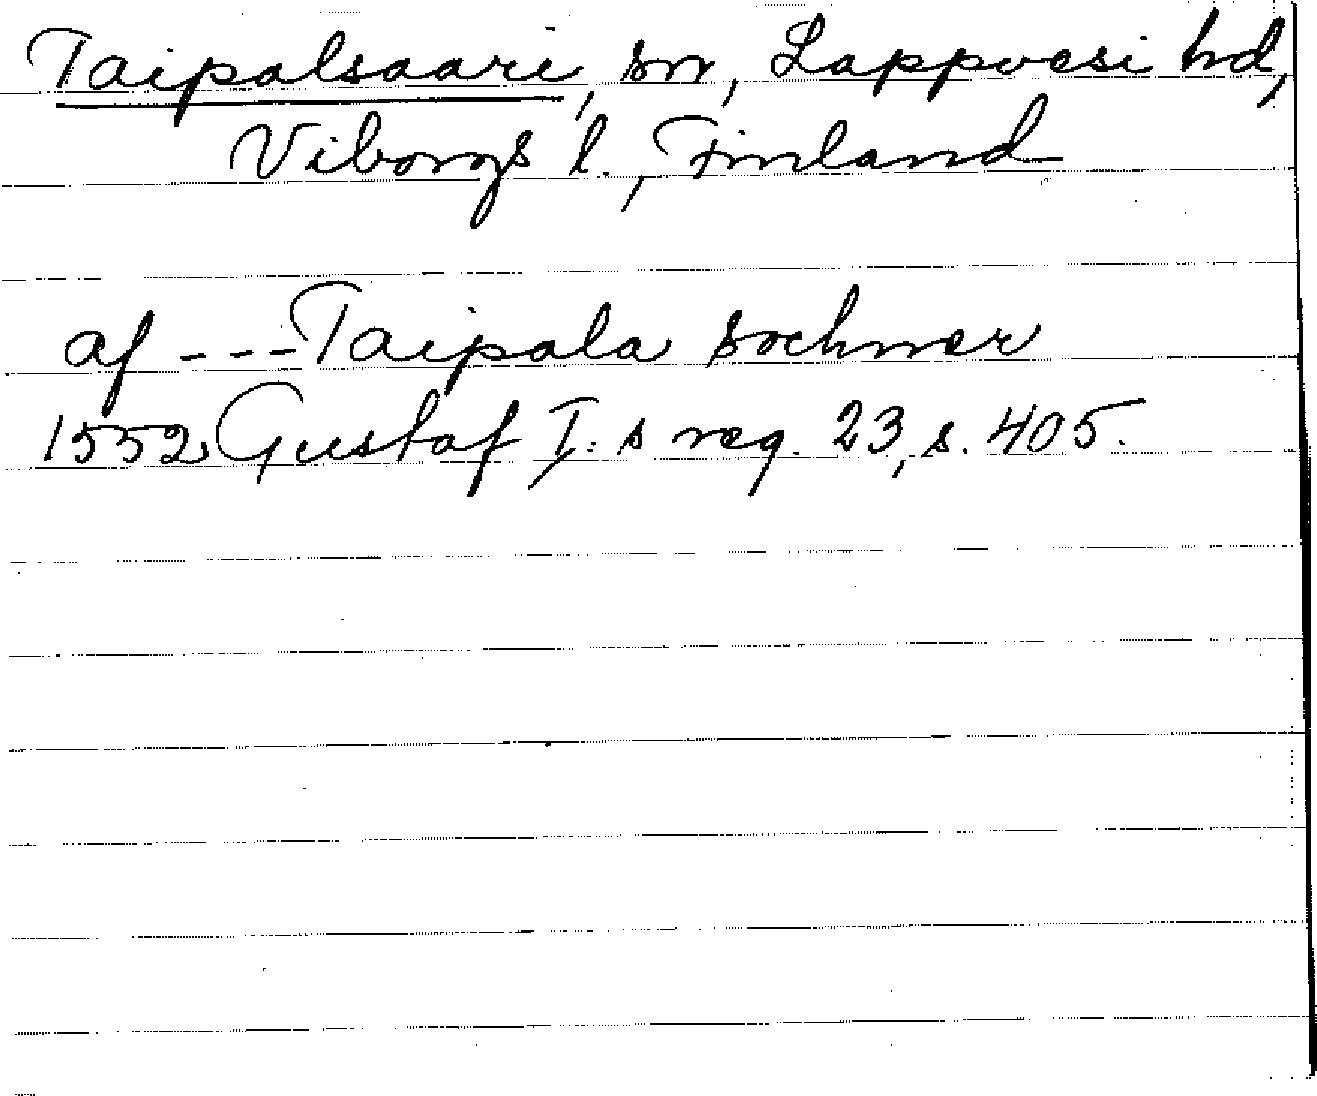 Taipalsaari, sn, Lappvesi hd,
Viborgs l., Finland
af --- Taipala sochner
1552 Gustaf I:s reg. 23, s. 405.